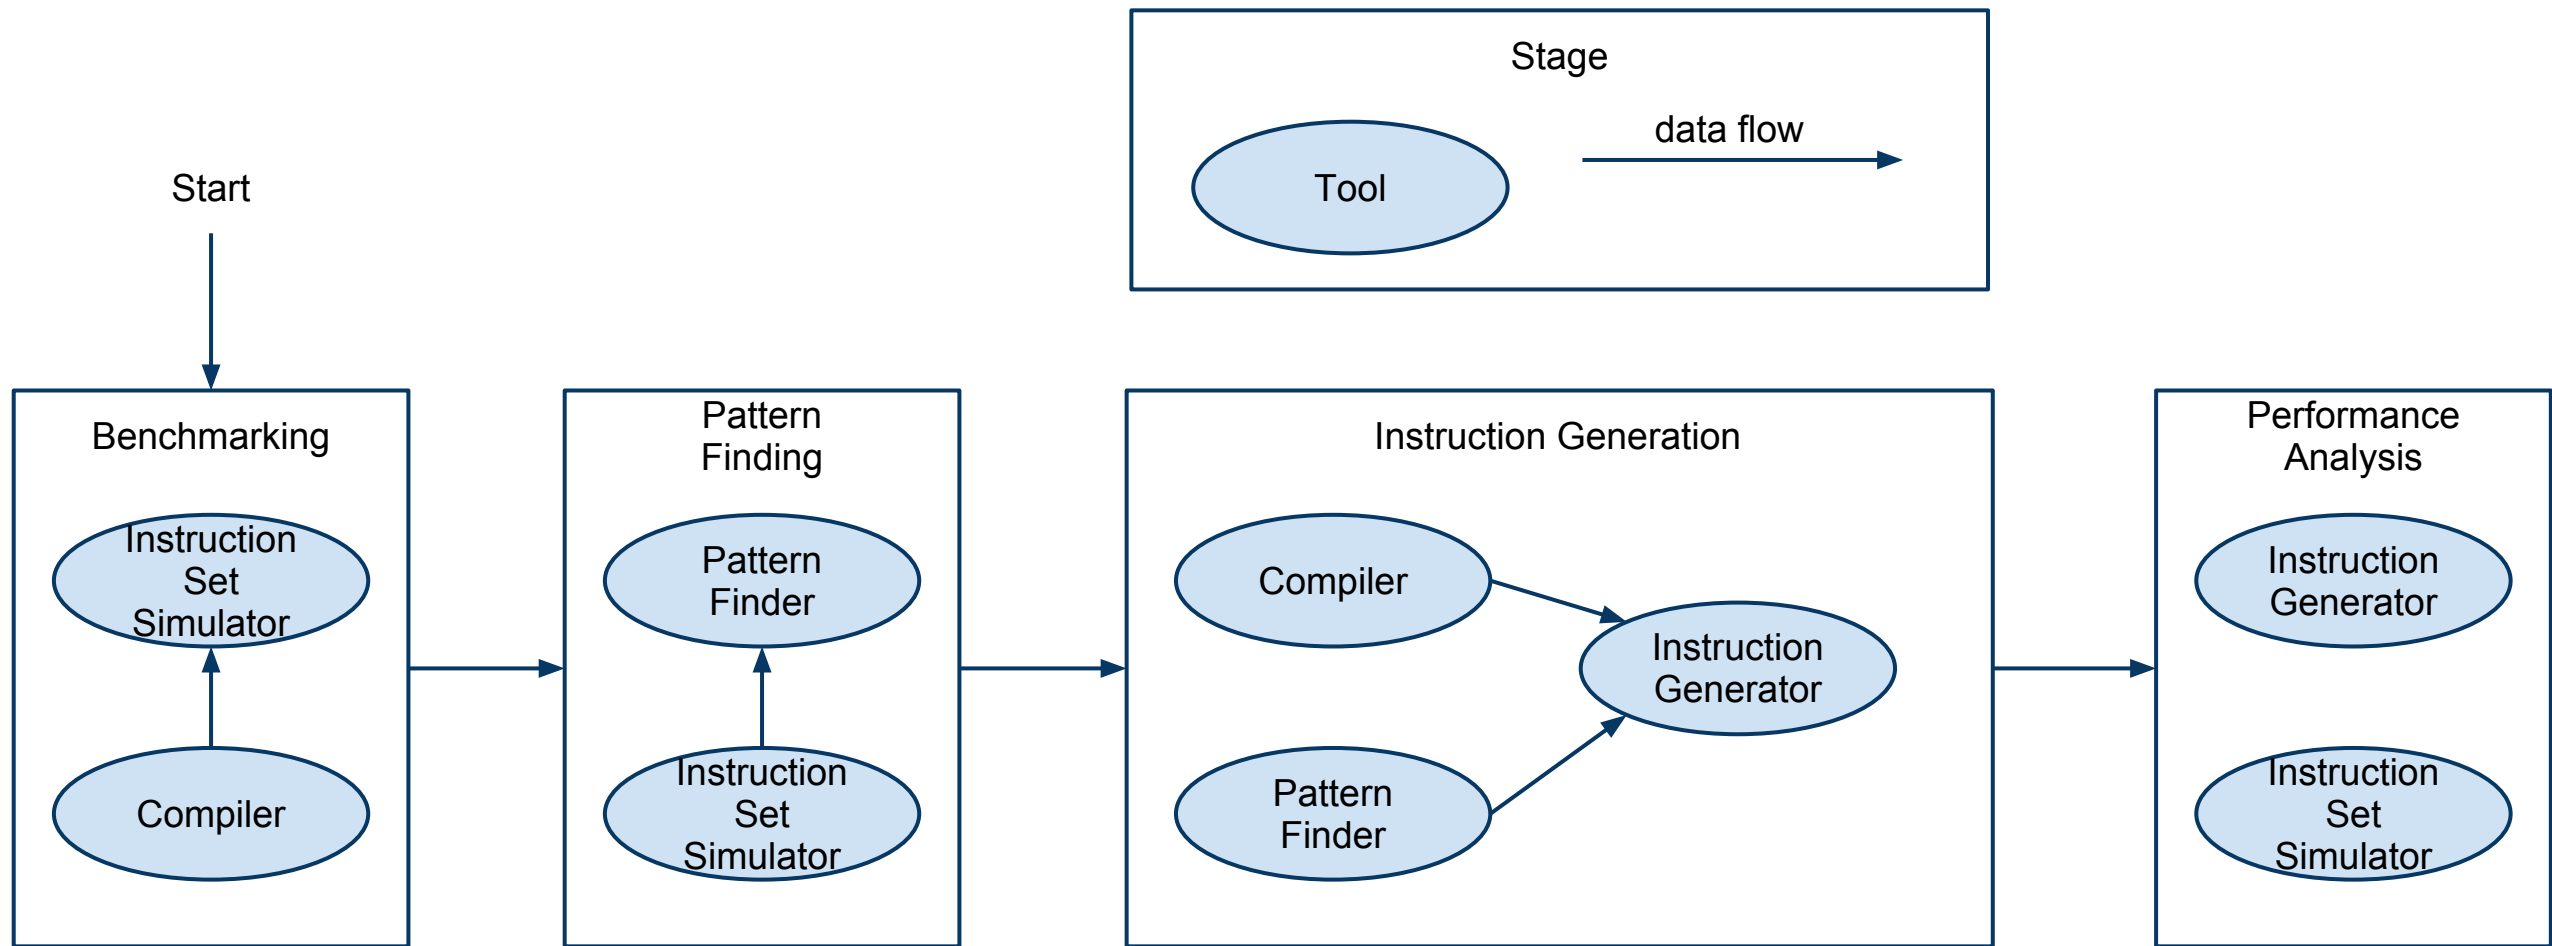 Stage
data flow
Tool
Start
Benchmarking
Instruction
Set
Simulator
Compiler
Pattern
Finding
Pattern
Finder
Instruction
Set
Simulator
Instruction Generation
Compiler
Instruction
Generator
Pattern
Finder
Performance
Analysis
Instruction
Generator
Instruction
Set
Simulator